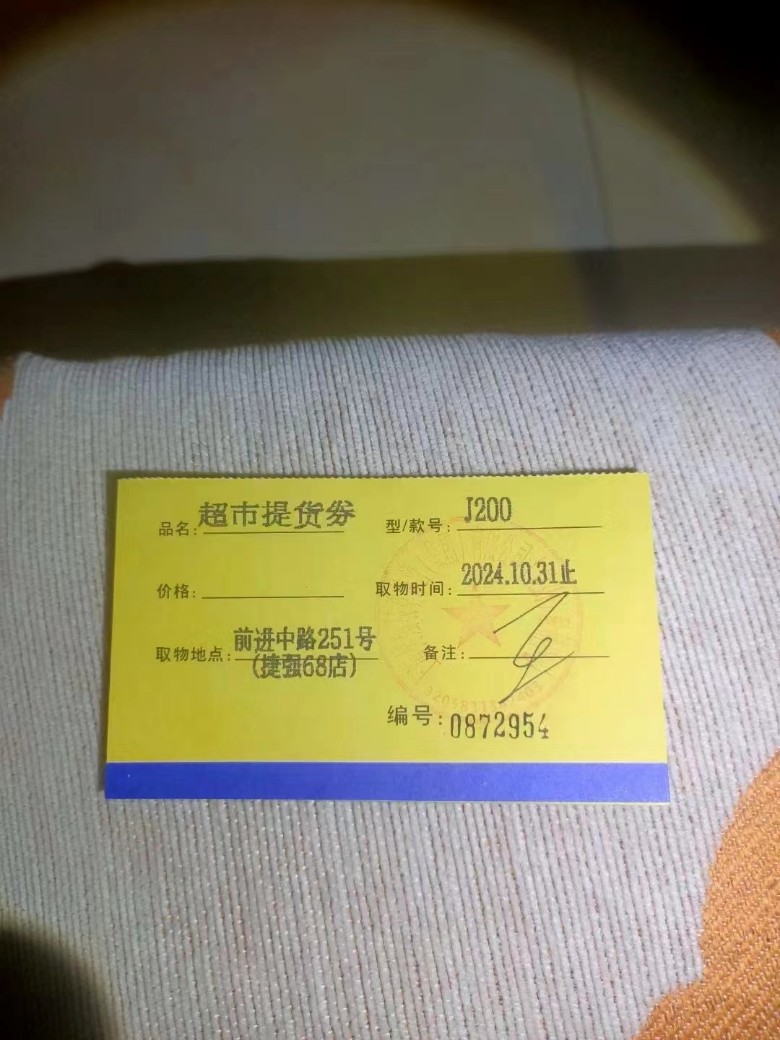 品名: 超市提货券 型/款号: J200
价格: 取物时间: 2024.10.31止
取物地点: 前进中路251号 备注:
(捷强68店)
编号: 0872954